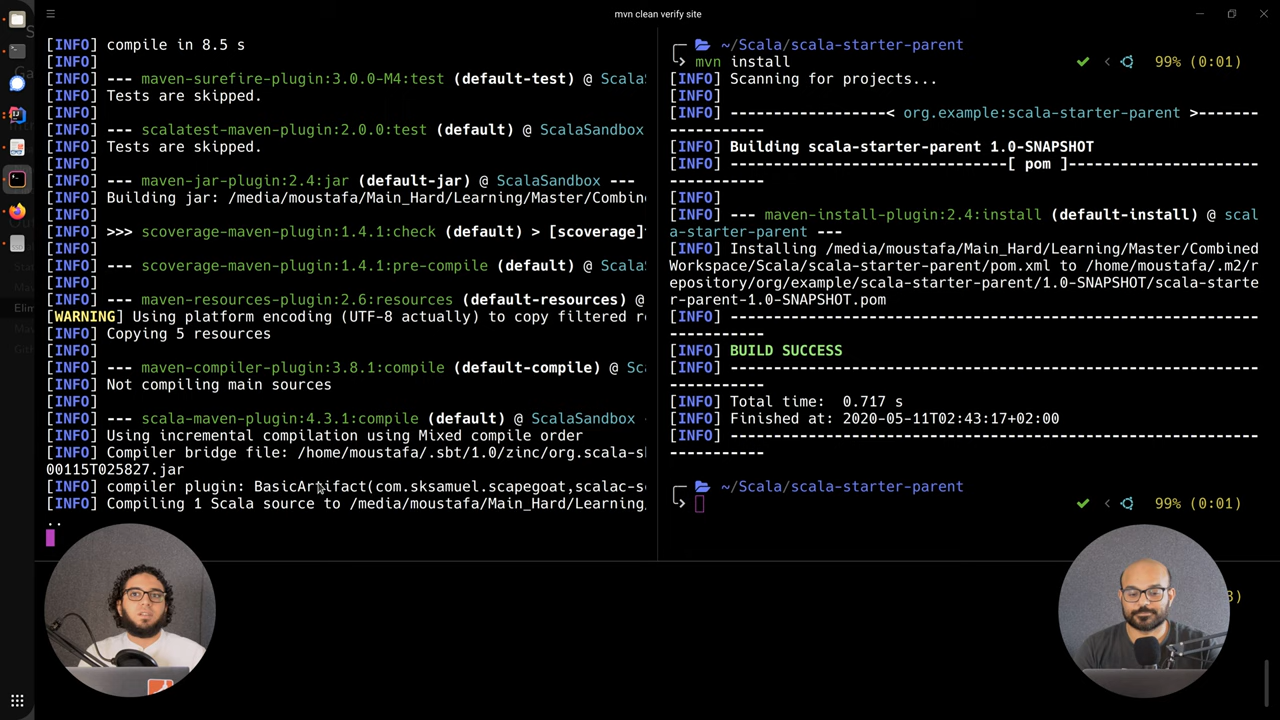 mvn clean verify site
[INFO] compile in 8.5 s
[INFO]
[INFO] --- maven-surefire-plugin:3.0.0-M4:test (default-test) @ ScalaS
[INFO] Tests are skipped.
[INFO]
[INFO] --- scalatest-maven-plugin:2.0.0:test (default) @ ScalaSandbox
[INFO] Tests are skipped.
[INFO]
[INFO] --- maven-jar-plugin:2.4:jar (default-jar) @ ScalaSandbox ---
[INFO] Building jar: /media/moustafa/Main_Hard/Learning/Master/Combin
[INFO]
[INFO] >>> scoverage-maven-plugin:1.4.1:check (default) > [scoverage]
[INFO]
[INFO] --- scoverage-maven-plugin:1.4.1:pre-compile (default) @ Scala
[INFO]
[INFO] --- maven-resources-plugin:2.6:resources (default-resources) @
[WARNING] Using platform encoding (UTF-8 actually) to copy filtered r
[INFO] Copying 5 resources
[INFO]
[INFO] --- maven-compiler-plugin:3.8.1:compile (default-compile) @ Sc
[INFO] Not compiling main sources
[INFO]
[INFO] --- scala-maven-plugin:4.3.1:compile (default) @ ScalaSandbox
[INFO] Using incremental compilation using Mixed compile order
[INFO] Compiler bridge file: /home/moustafa/.sbt/1.0/zinc/org.scala-s
00115T025827.jar
[INFO] compiler plugin: BasicArtifact(com.sksamuel.scapegoat,scalac-s
[INFO] Compiling 1 Scala source to /media/moustafa/Main_Hard/Learning
..
~/Scala/scala-starter-parent
mvn install 99% (0:01)
[INFO] Scanning for projects...
[INFO]
[INFO] ------------------< org.example:scala-starter-parent >-------
---------------
[INFO] Building scala-starter-parent 1.0-SNAPSHOT
[INFO] --------------------------------[ pom ]----------------------
---------------
[INFO]
[INFO] --- maven-install-plugin:2.4:install (default-install) @ scal
a-starter-parent ---
[INFO] Installing /media/moustafa/Main_Hard/Learning/Master/Combined
Workspace/Scala/scala-starter-parent/pom.xml to /home/moustafa/.m2/r
epository/org/example/scala-starter-parent/1.0-SNAPSHOT/scala-starte
r-parent-1.0-SNAPSHOT.pom
[INFO] ------------------------------------------------------------
---------------
[INFO] BUILD SUCCESS
[INFO] ------------------------------------------------------------
---------------
[INFO] Total time:  0.717 s
[INFO] Finished at: 2020-05-11T02:43:17+02:00
[INFO] ------------------------------------------------------------
---------------
~/Scala/scala-starter-parent
99% (0:01)